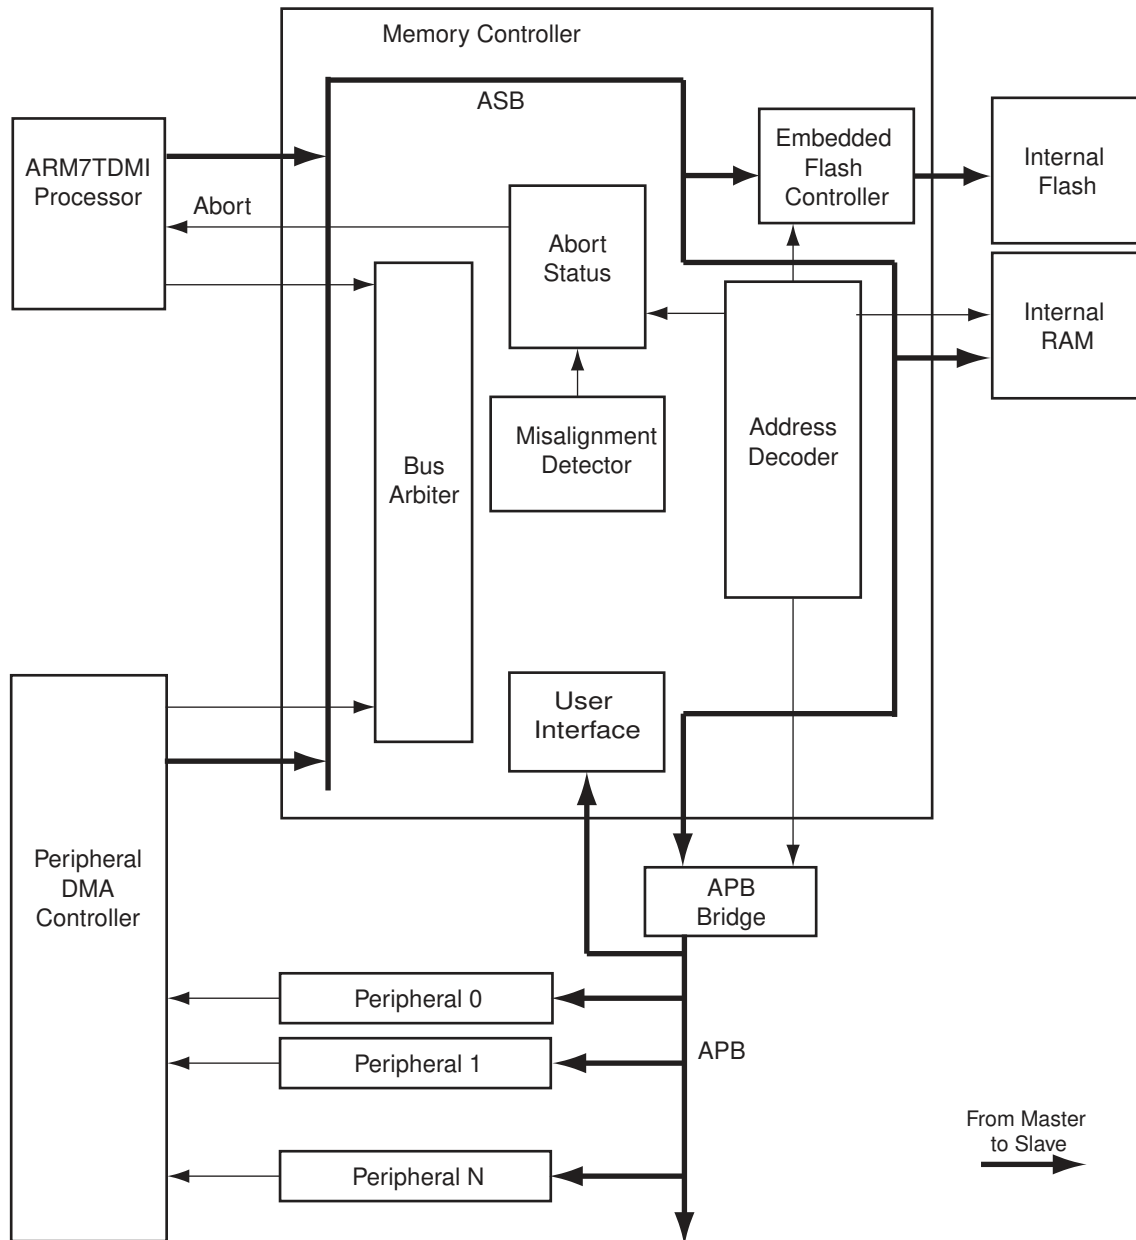 Memory Controller
ASB
ARM7TDMI
Processor
Abort
Embedded
Flash
Controller
Internal
Flash
Abort
Status
Internal
RAM
Misalignment
Detector
Address
Decoder
Bus
Arbiter
User
Interface
Peripheral
DMA
Controller
APB
Bridge
Peripheral 0
Peripheral 1
APB
Peripheral N
From Master
to Slave